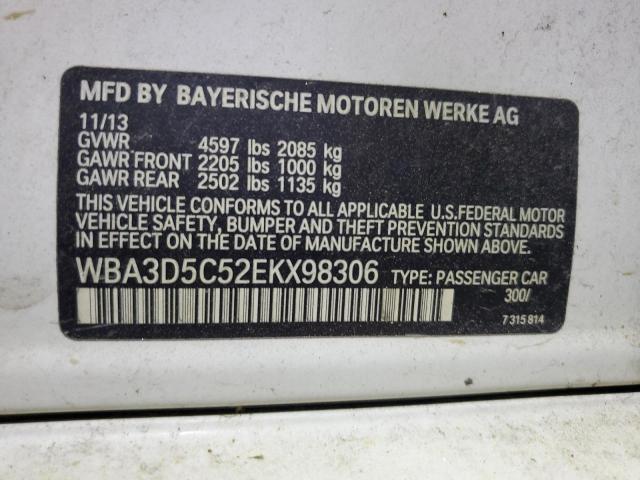 MFD BY BAYERISCHE MOTOREN WERKE AG
11/13
GVWR 4597 lbs 2085 kg
GAWR FRONT 2205 lbs 1000 kg
GAWR REAR 2502 lbs 1135 kg
THIS VEHICLE CONFORMS TO ALL APPLICABLE U.S.FEDERAL MOTOR
VEHICLE SAFETY, BUMPER AND THEFT PREVENTION STANDARDS
IN EFFECT ON THE DATE OF MANUFACTURE SHOWN ABOVE.
WBA3D5C52EKX98306 TYPE: PASSENGER CAR
300/
7315814